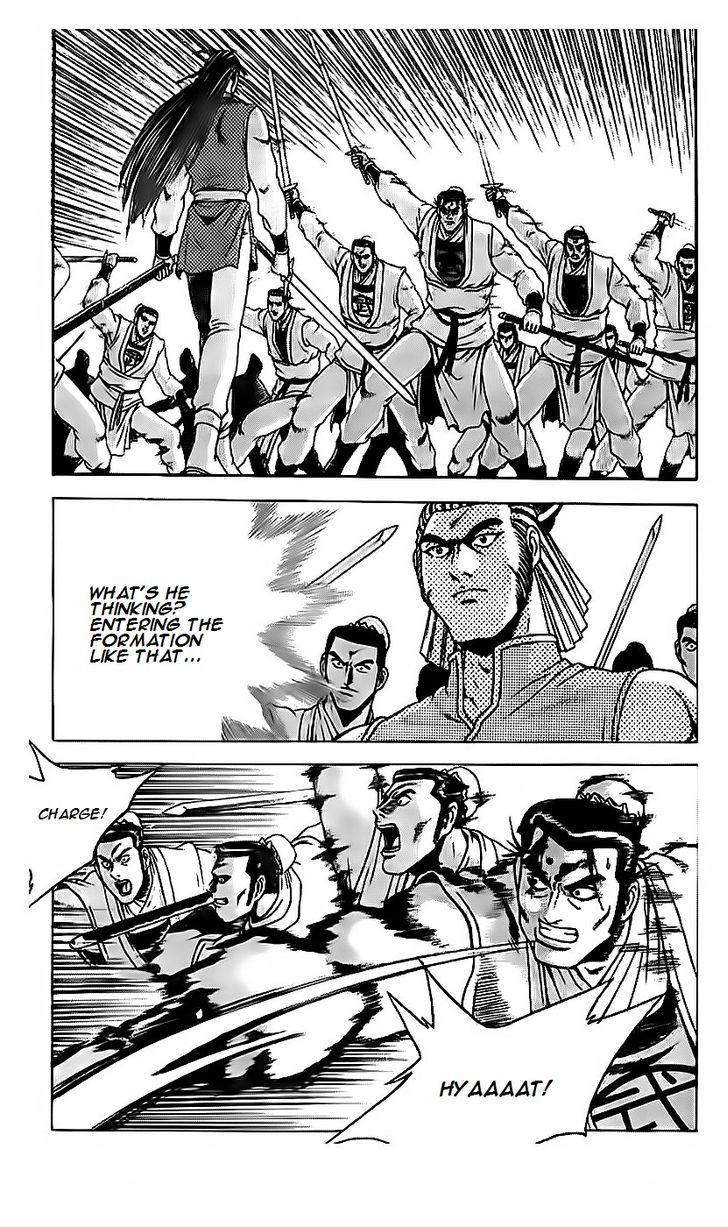 WHAT'S HE
THINKING?
ENTERING THE
FORMATION
LIKE THAT...
CHARGE!
HYAAAAT!